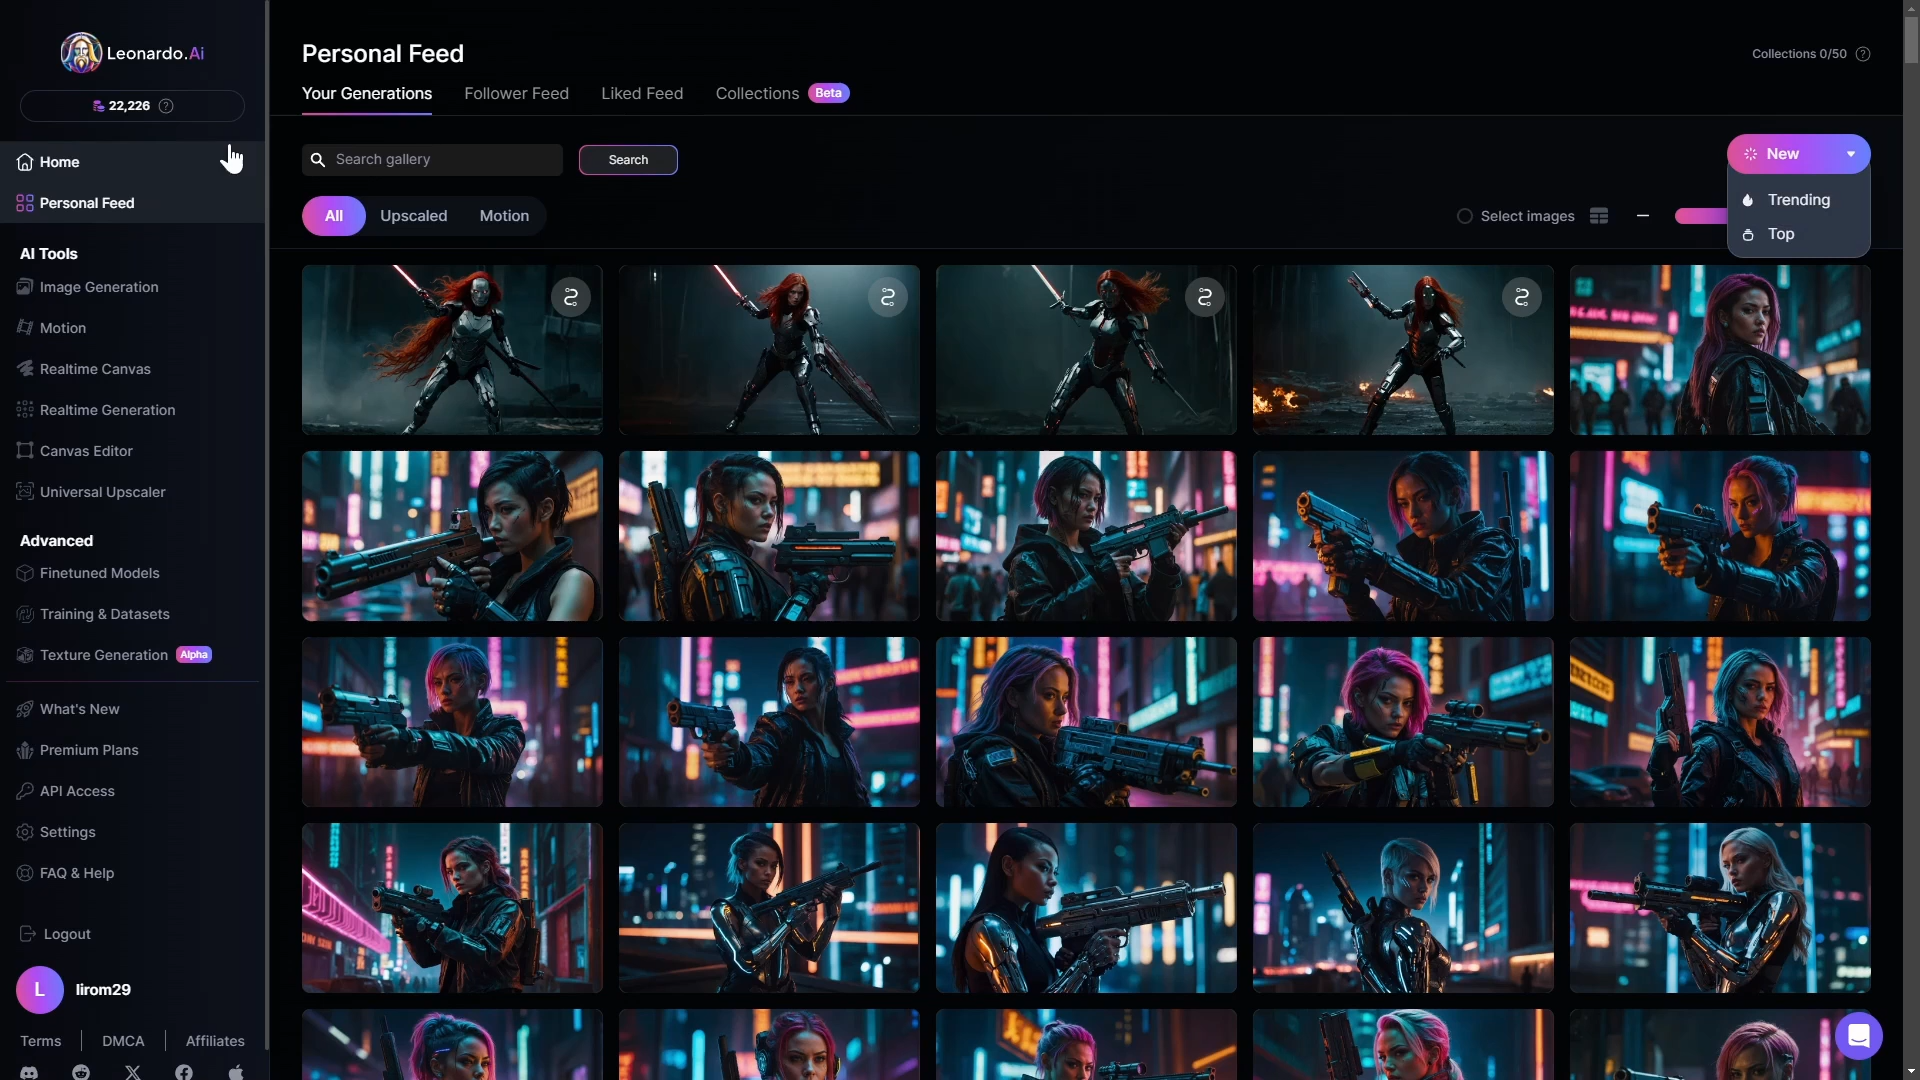 Leonardo.Ai
22,226
Home
Personal Feed
AI Tools
Image Generation
Motion
Realtime Canvas
Realtime Generation
Canvas Editor
Universal Upscaler
Advanced
Finetuned Models
Training & Datasets
Texture Generation Alpha
What's New
Premium Plans
API Access
Settings
FAQ & Help
Logout
L lirom29
Terms DMCA Affiliates
Personal Feed
Collections 0/50
Your Generations Follower Feed Liked Feed Collections Beta
Search gallery Search
New
Trending
Top
All Upscaled Motion
Select images